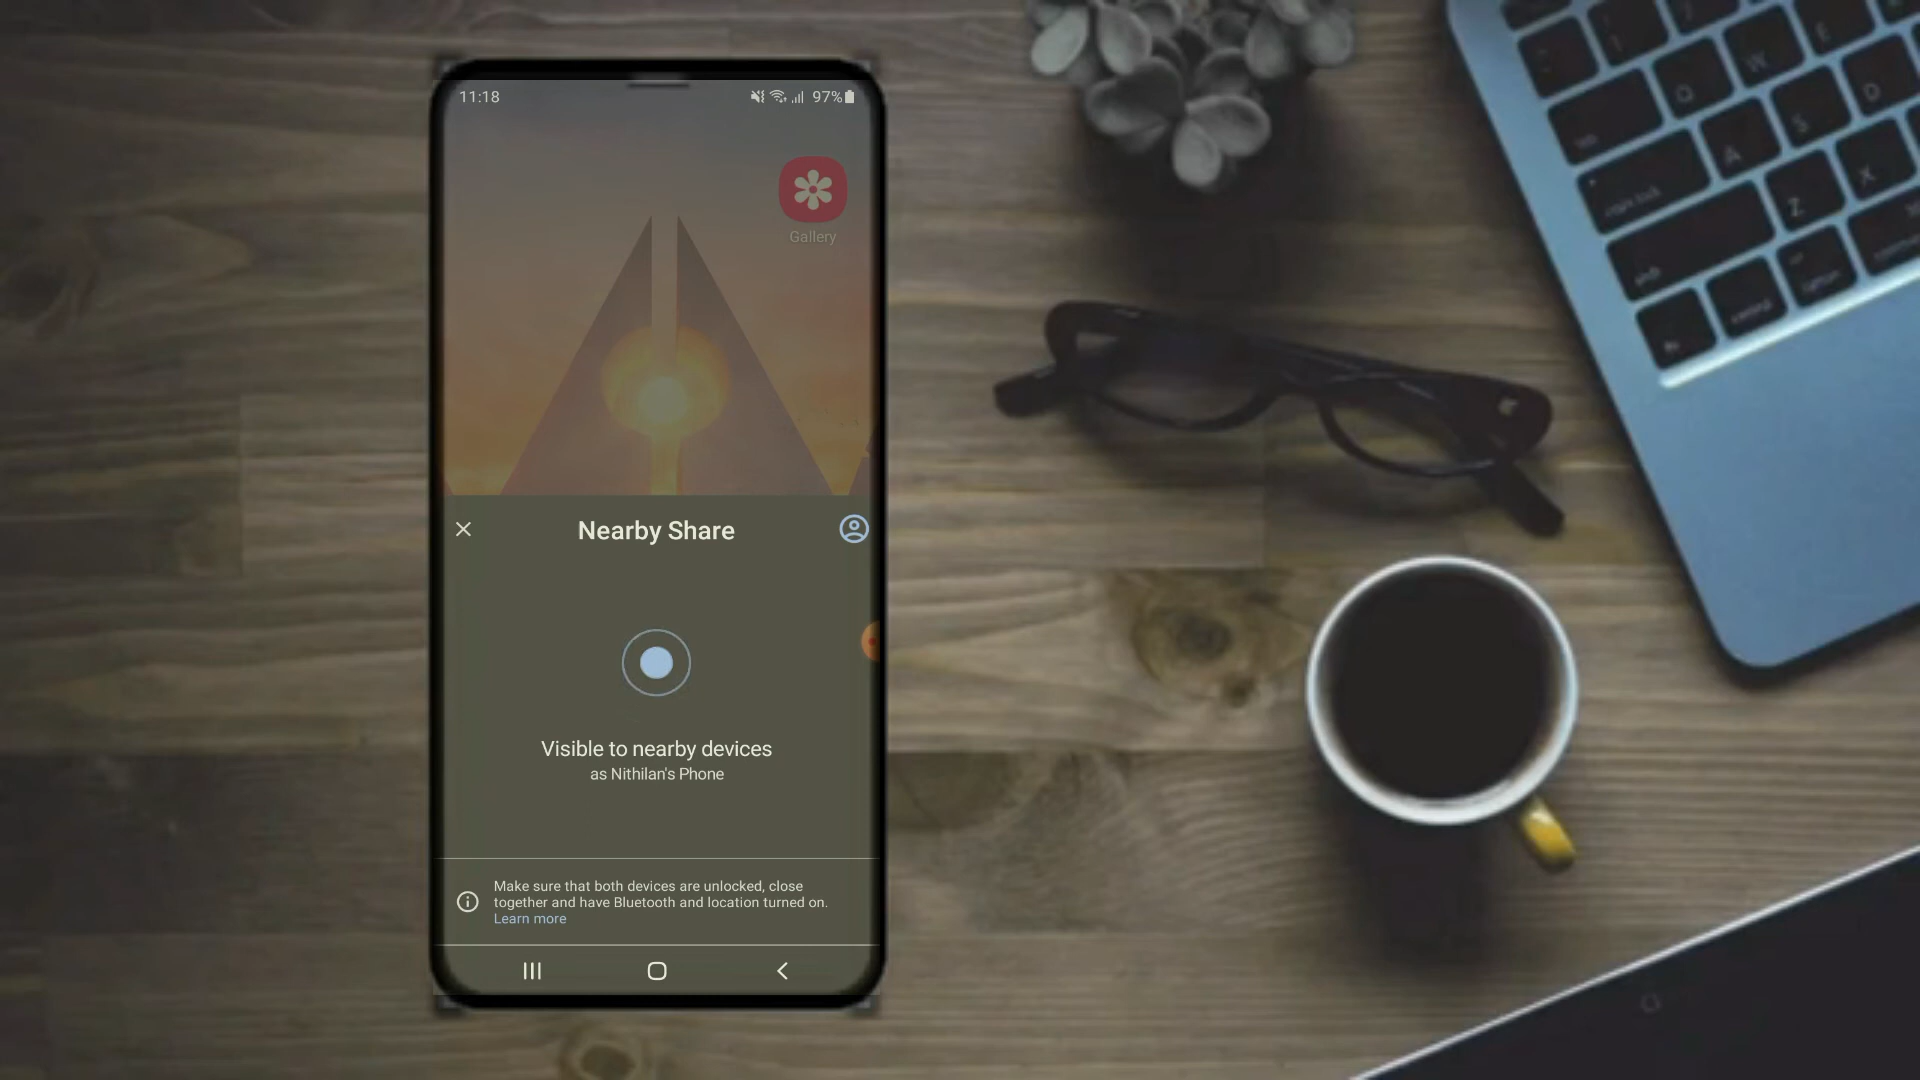 11:18
97%
Gallery
Nearby Share
Visible to nearby devices
as Nithilan's Phone
Make sure that both devices are unlocked, close
together and have Bluetooth and location turned on.
Learn more
Q
W
E
A
S
D
Z
X